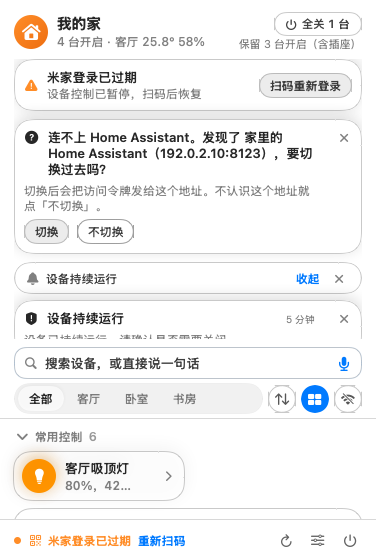 我的家
4 台开启 · 客厅 25.8° 58%
全关 1 台
保留 3 台开启（含插座）
米家登录已过期
设备控制已暂停，扫码后恢复
扫码重新登录
连不上 Home Assistant。发现了 家里的
Home Assistant（192.0.2.10:8123），要切
换过去吗？
切换后会把访问令牌发给这个地址。不认识这个地址就
点「不切换」。
切换
不切换
设备持续运行
收起
设备持续运行
5 分钟
搜索设备，或直接说一句话
全部
客厅
卧室
书房
常用控制 6
客厅吸顶灯
80%，42...
米家登录已过期 重新扫码